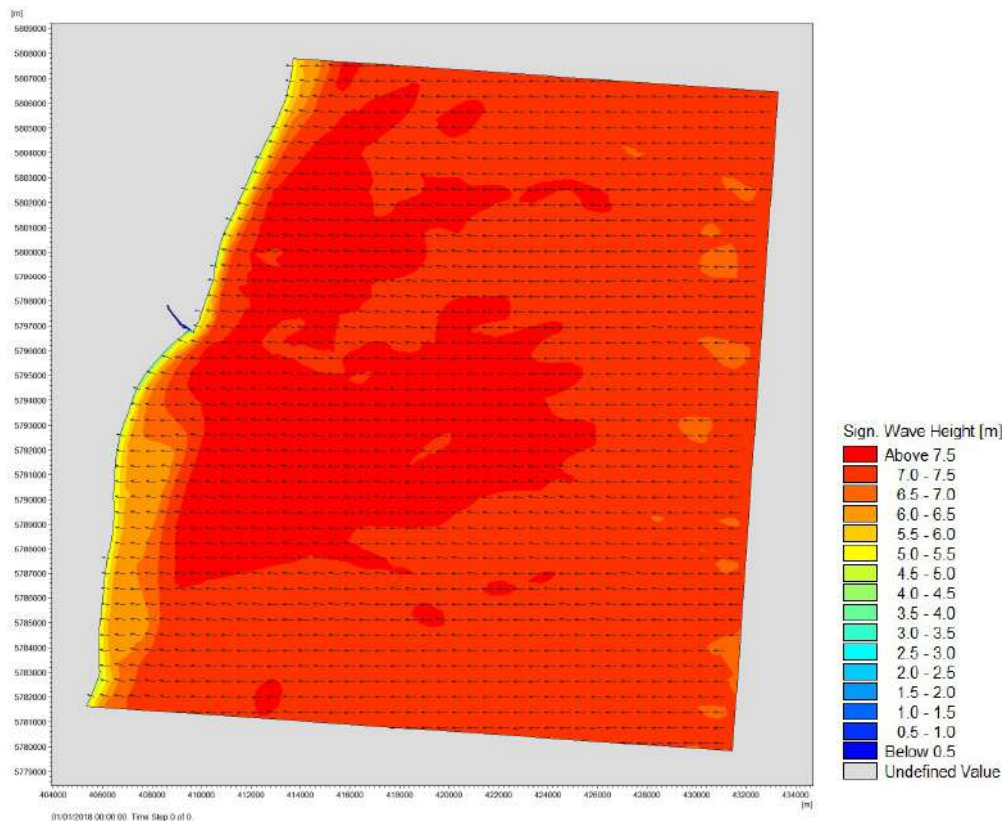 [m]
5809000
5808000
5807000
5806000
5805000
5804000
5803000
5802000
5801000
5800000
5799000
5798000
5797000
5796000
5795000
5794000
5793000
5792000
5791000
5790000
5789000
5788000
5787000
5786000
5785000
5784000
5783000
5782000
5781000
5780000
5779000
404000 406000 408000 410000 412000 414000 416000 418000 420000 422000 424000 426000 428000 430000 432000 434000
[m]
01/01/2018 00:00:00 Time Step 0 of 0.
Sign. Wave Height [m]
Above 7.5
7.0 - 7.5
6.5 - 7.0
6.0 - 6.5
5.5 - 6.0
5.0 - 5.5
4.5 - 5.0
4.0 - 4.5
3.5 - 4.0
3.0 - 3.5
2.5 - 3.0
2.0 - 2.5
1.5 - 2.0
1.0 - 1.5
0.5 - 1.0
Below 0.5
Undefined Value